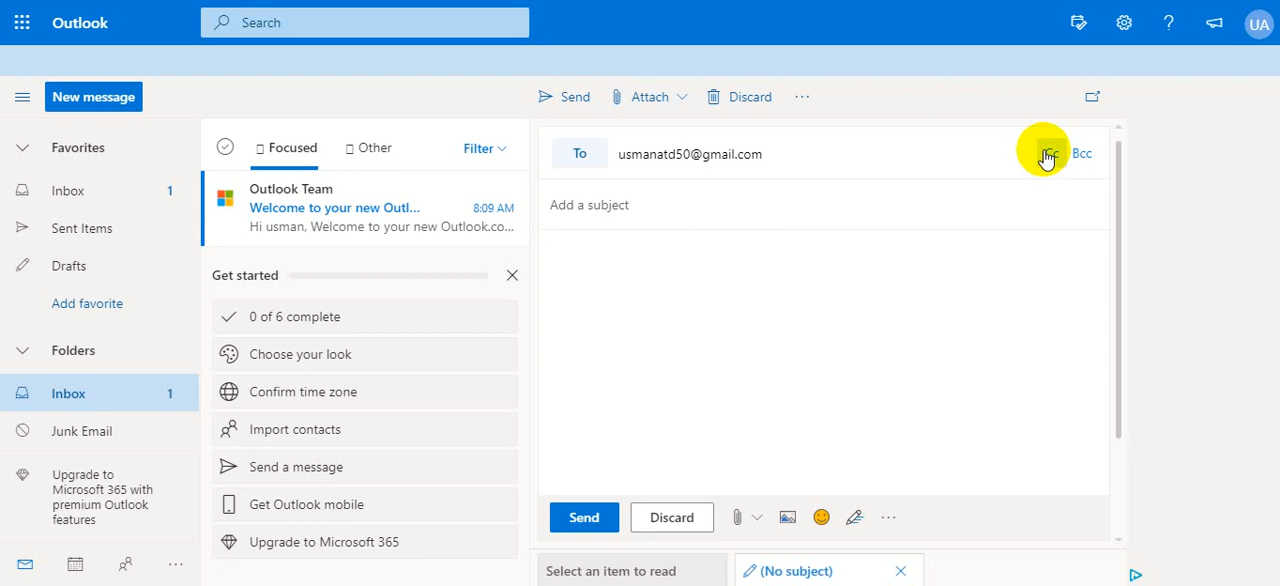 Outlook
Search
UA
New message
Send
Attach
Discard
Favorites
Inbox 1
Sent Items
Drafts
Add favorite
Folders
Inbox 1
Junk Email
Upgrade to
Microsoft 365 with
premium Outlook
features
Focused
Other
Filter
Outlook Team
Welcome to your new Outl... 8:09 AM
Hi usman, Welcome to your new Outlook.co...
Get started
0 of 6 complete
Choose your look
Confirm time zone
Import contacts
Send a message
Get Outlook mobile
Upgrade to Microsoft 365
To usmanatd50@gmail.com Cc Bcc
Add a subject
Send Discard
Select an item to read
(No subject)